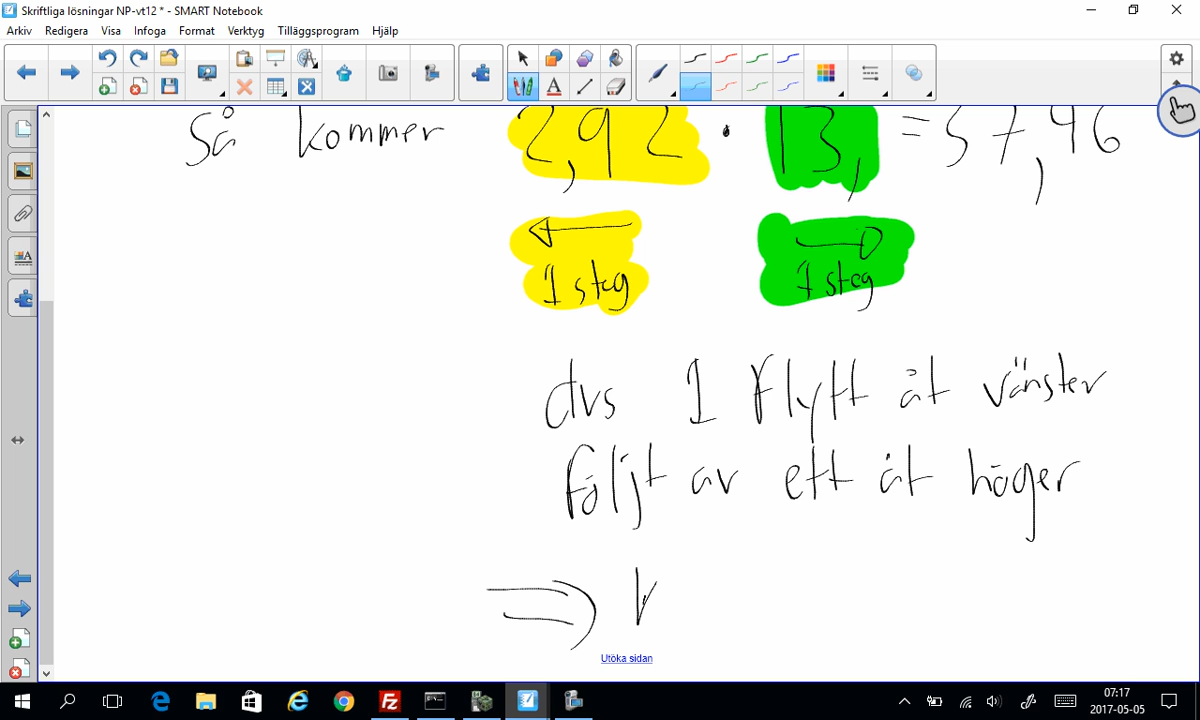 Skriftliga lösningar NP-vt12 * - SMART Notebook
Arkiv Redigera Visa Infoga Format Verktyg Tilläggsprogram Hjälp
Så kommer 2,92 · 13, = 37,96
1 steg 1 steg
dvs 1 flytt åt vänster
följt av ett åt höger
⇒
Utöka sidan
07:17
2017-05-05